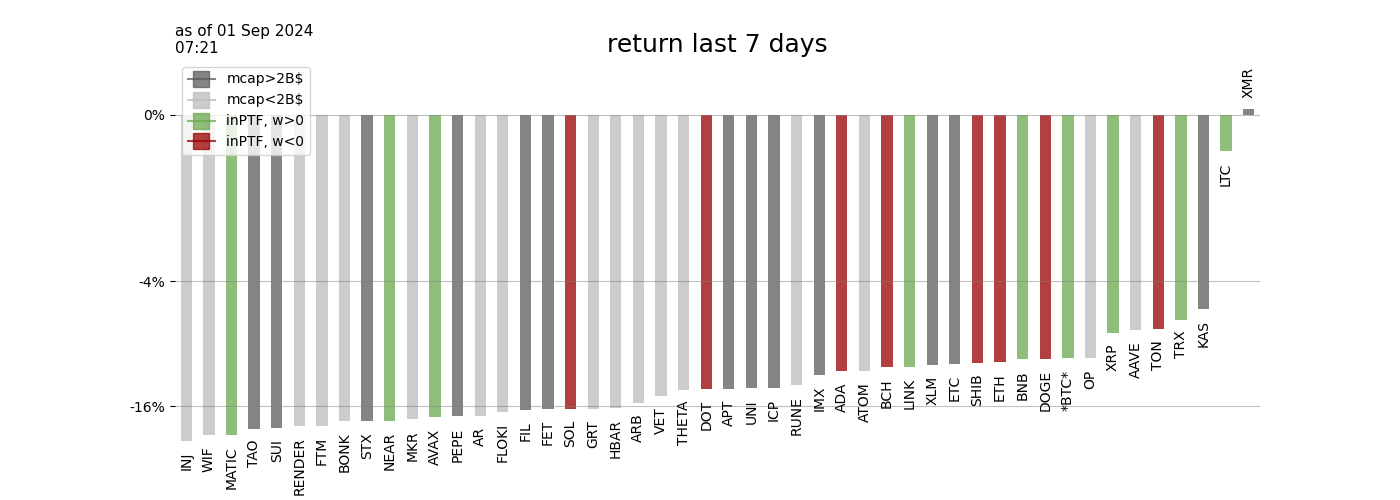 as of 01 Sep 2024
07:21
return last 7 days
mcap>2B$
mcap<2B$
inPTF, w>0
inPTF, w<0
0%
-4%
-16%
INJ
WIF
MATIC
TAO
SUI
RENDER
FTM
BONK
STX
NEAR
MKR
AVAX
PEPE
AR
FLOKI
FIL
FET
SOL
GRT
HBAR
ARB
VET
THETA
DOT
APT
UNI
ICP
RUNE
IMX
ADA
ATOM
BCH
LINK
XLM
ETC
SHIB
ETH
BNB
DOGE
*BTC*
OP
XRP
AAVE
TON
TRX
KAS
LTC
XMR